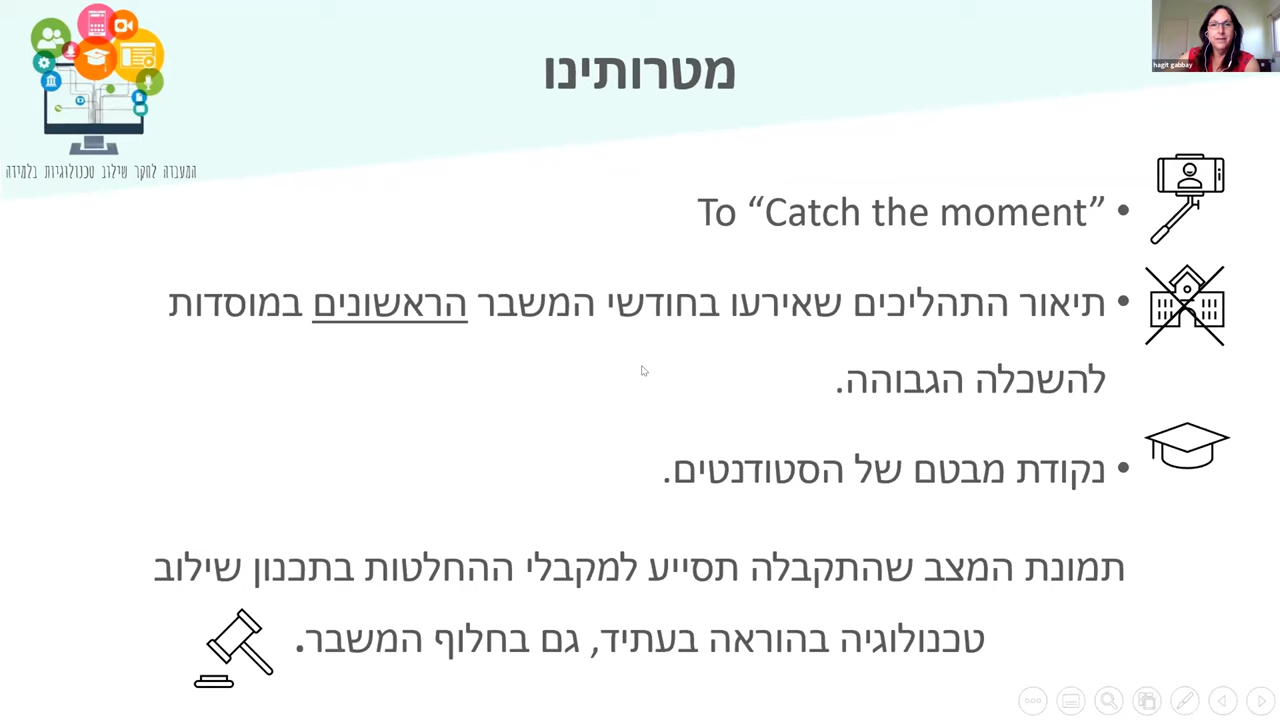 hagit gabbay
מטרותינו
המעבדה לחקר שילוב טכנולוגיות בלמידה
• To “Catch the moment”
• תיאור התהליכים שאירעו בחודשי המשבר הראשונים במוסדות
להשכלה הגבוהה.
• נקודת מבטם של הסטודנטים.
תמונת המצב שהתקבלה תסייע למקבלי ההחלטות בתכנון שילוב
טכנולוגיה בהוראה בעתיד, גם בחלוף המשבר.